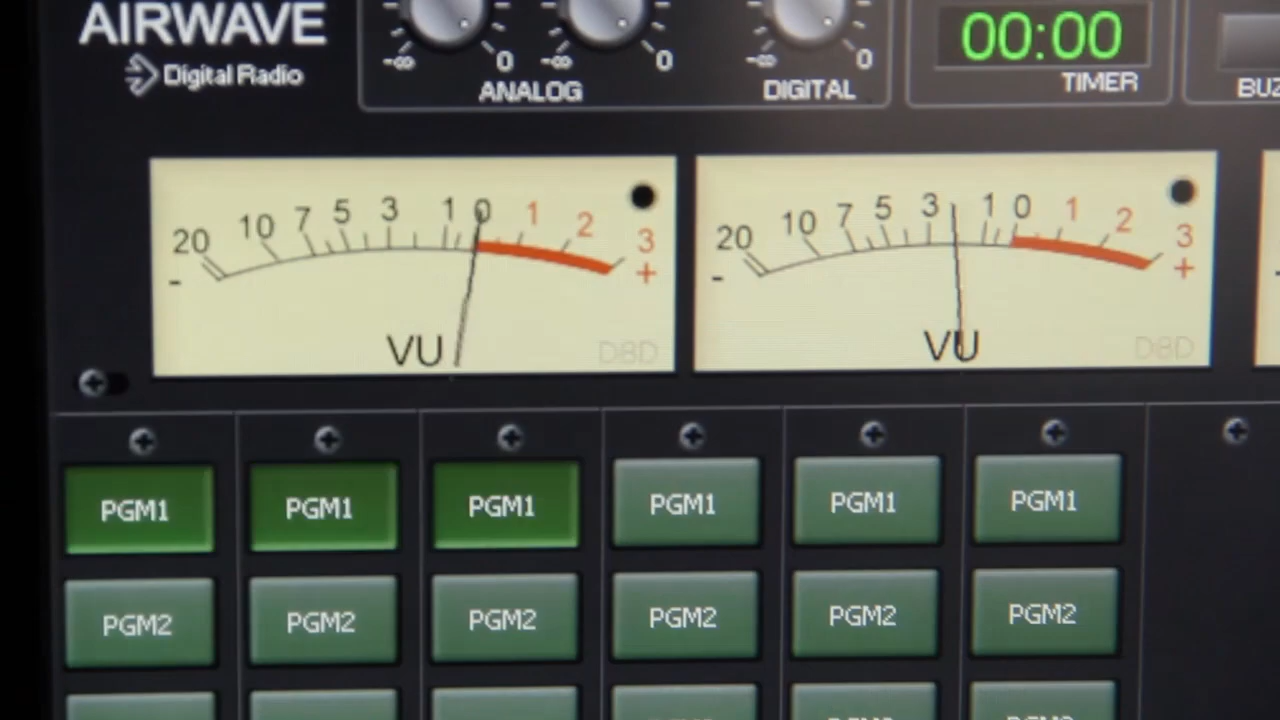 AIRWAVE
Digital Radio
-∞ 0 -∞ 0 -∞ 0
ANALOG DIGITAL
00:00
TIMER
20 10 7 5 3 1 0 1 2 3
- +
VU
D8D
20 10 7 5 3 1 0 1 2 3
- +
VU
D8D
PGM1 PGM1 PGM1 PGM1 PGM1 PGM1
PGM2 PGM2 PGM2 PGM2 PGM2 PGM2